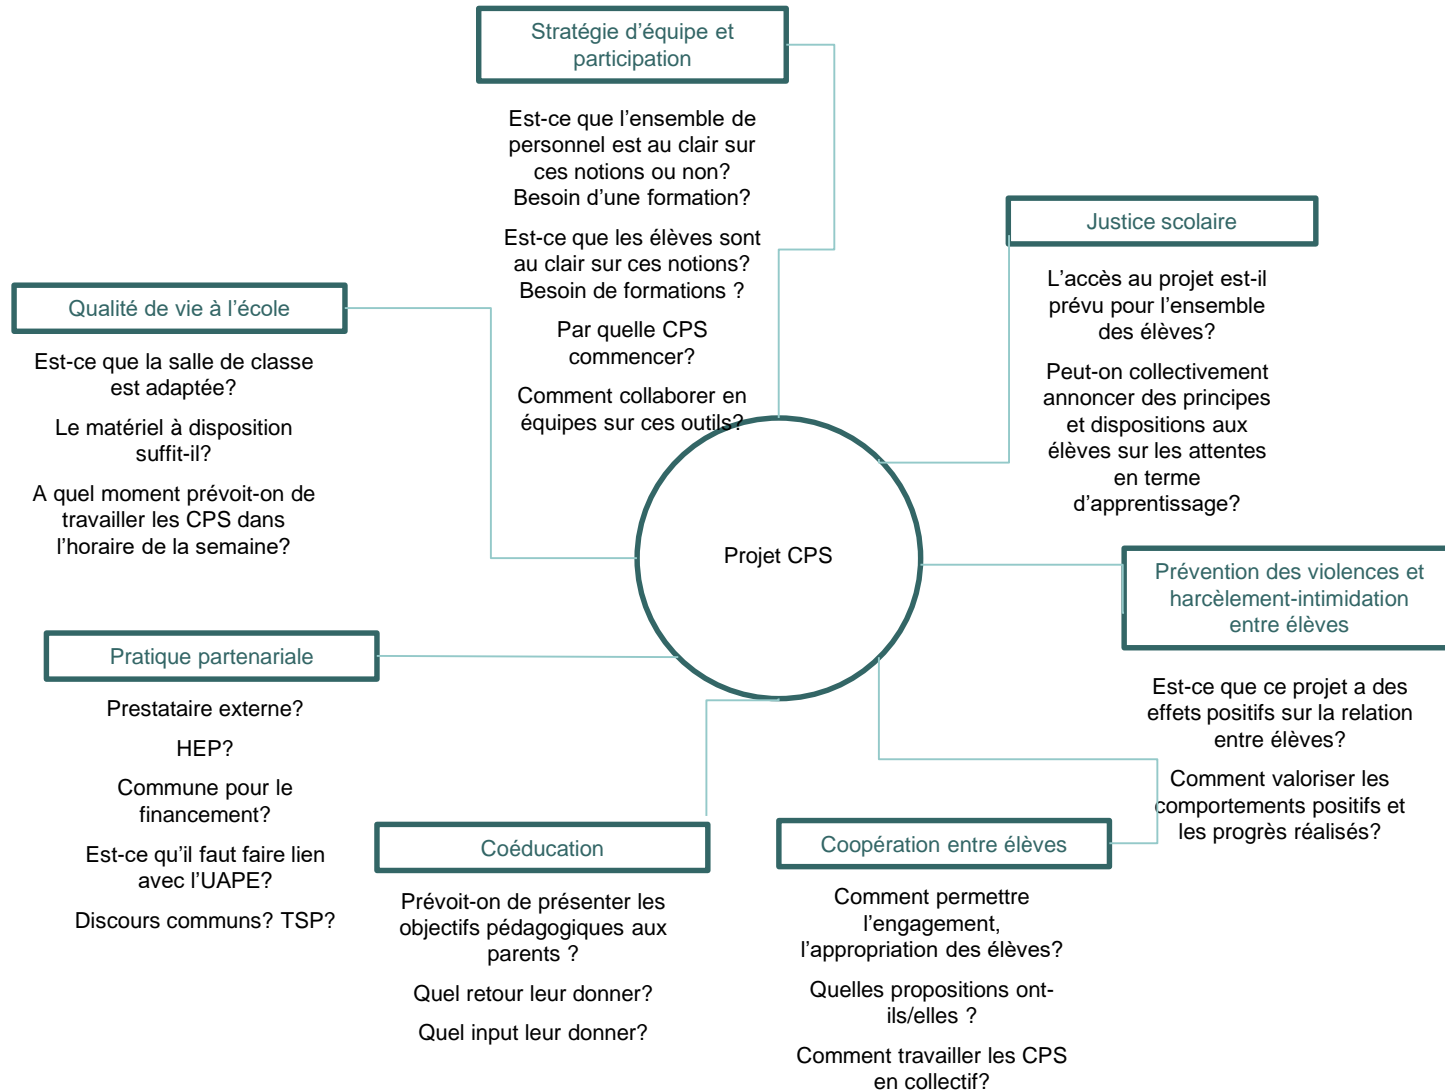 Stratégie d’équipe et
participation
Est-ce que l’ensemble de
personnel est au clair sur
ces notions ou non?
Besoin d’une formation?
Est-ce que les élèves sont
au clair sur ces notions?
Besoin de formations ?
Par quelle CPS
commencer?
Comment collaborer en
équipes sur ces outils?
Justice scolaire
L’accès au projet est-il
prévu pour l’ensemble
des élèves?
Peut-on collectivement
annoncer des principes
et dispositions aux
élèves sur les attentes
en terme
d’apprentissage?
Qualité de vie à l’école
Est-ce que la salle de classe
est adaptée?
Le matériel à disposition
suffit-il?
A quel moment prévoit-on de
travailler les CPS dans
l’horaire de la semaine?
Projet CPS
Prévention des violences et
harcèlement-intimidation
entre élèves
Est-ce que ce projet a des
effets positifs sur la relation
entre élèves?
Comment valoriser les
comportements positifs et
les progrès réalisés?
Pratique partenariale
Prestataire externe?
HEP?
Commune pour le
financement?
Est-ce qu’il faut faire lien
avec l’UAPE?
Discours communs? TSP?
Coéducation
Prévoit-on de présenter les
objectifs pédagogiques aux
parents ?
Quel retour leur donner?
Quel input leur donner?
Coopération entre élèves
Comment permettre
l’engagement,
l’appropriation des élèves?
Quelles propositions ont-
ils/elles ?
Comment travailler les CPS
en collectif?